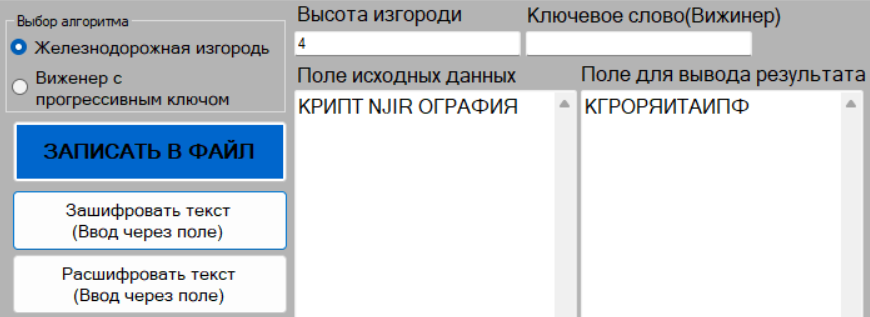 Выбор алгоритма
Железнодорожная изгородь
Виженер с
прогрессивным ключом
ЗАПИСАТЬ В ФАЙЛ
Зашифровать текст
(Ввод через поле)
Расшифровать текст
(Ввод через поле)
Высота изгороди
4
Ключевое слово(Вижинер)
Поле исходных данных
КРИПТ NJIR ОГРАФИЯ
Поле для вывода результата
КГРОРЯИТАИПФ